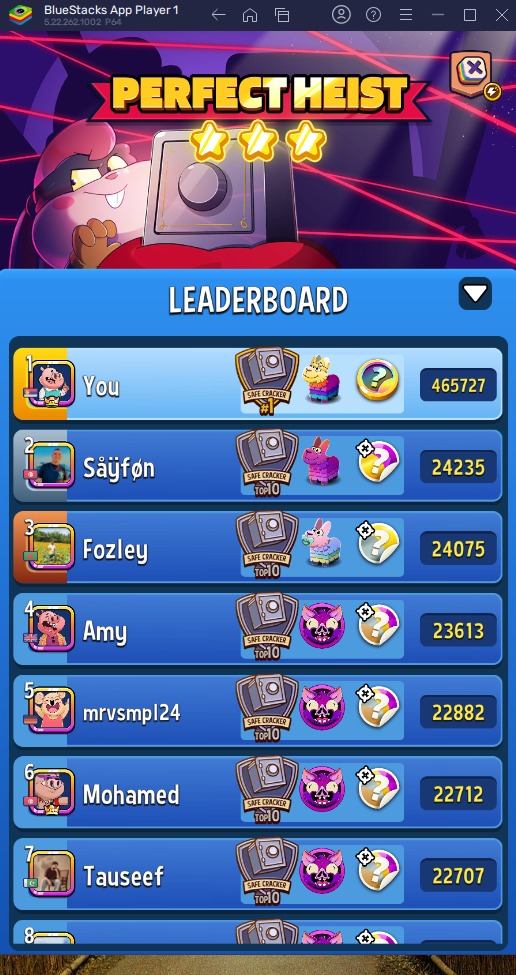 BlueStacks App Player 1
5.22.262.1002 P64
PERFECT HEIST
LEADERBOARD
1
You
SAFE CRACKER
#1
?
465727
2
Såÿføn
SAFE CRACKER
TOP10
?
24235
3
Fozley
SAFE CRACKER
TOP10
?
24075
4
Amy
SAFE CRACKER
TOP10
?
23613
5
mrvsmpl24
SAFE CRACKER
TOP10
?
22882
6
Mohamed
SAFE CRACKER
TOP10
?
22712
7
Tauseef
SAFE CRACKER
TOP10
?
22707
8